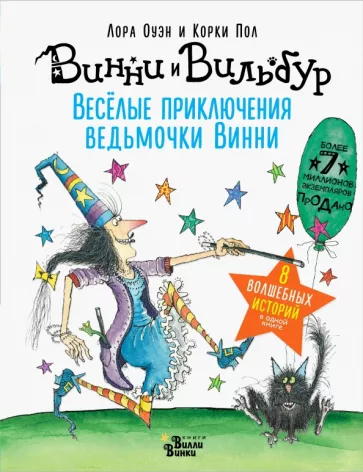 Лора Оуэн и Корки Пол
Винни и Вильбур
Весёлые приключения
ведьмочки Винни
Более
7
миллионов
экземпляров
продано
8
волшебных
историй
в одной
книге
книги
Вилли
Винки